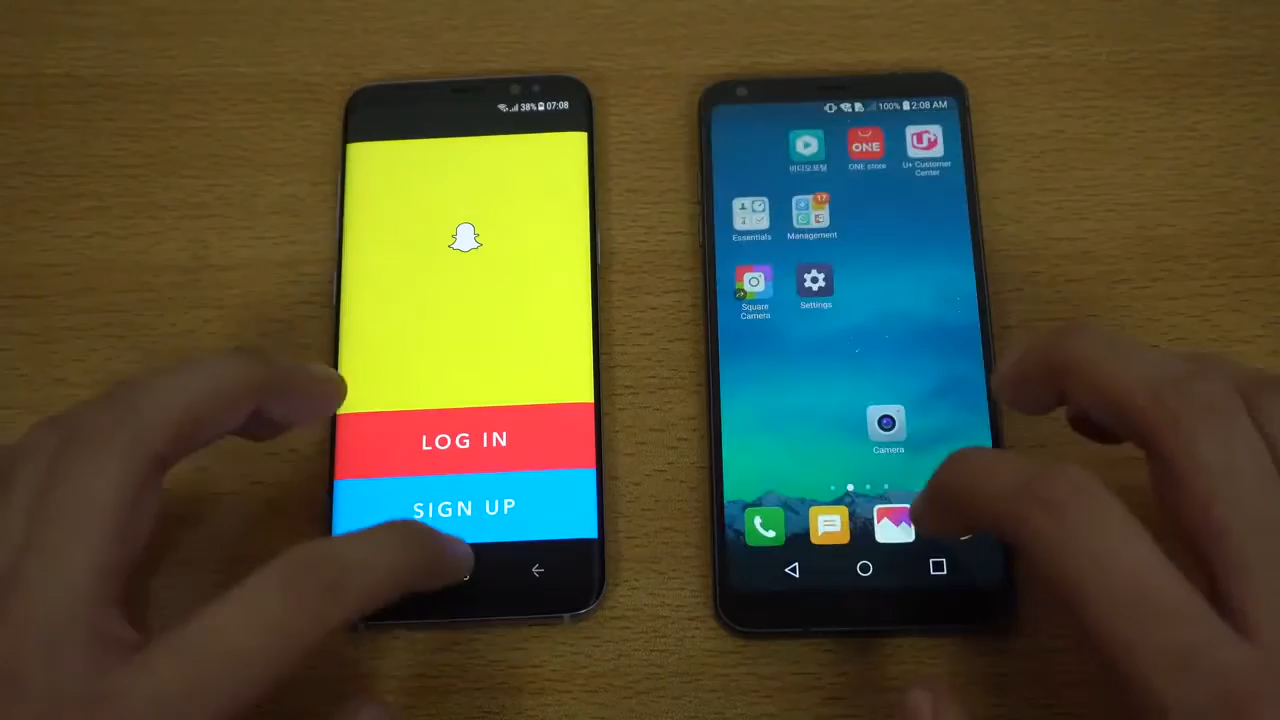 38% 07:08
LOG IN
SIGN UP
100% 2:08 AM
비디오포털
ONE
ONE store
U+
U+ Customer
Center
17
Essentials
Management
Square
Camera
Settings
Camera